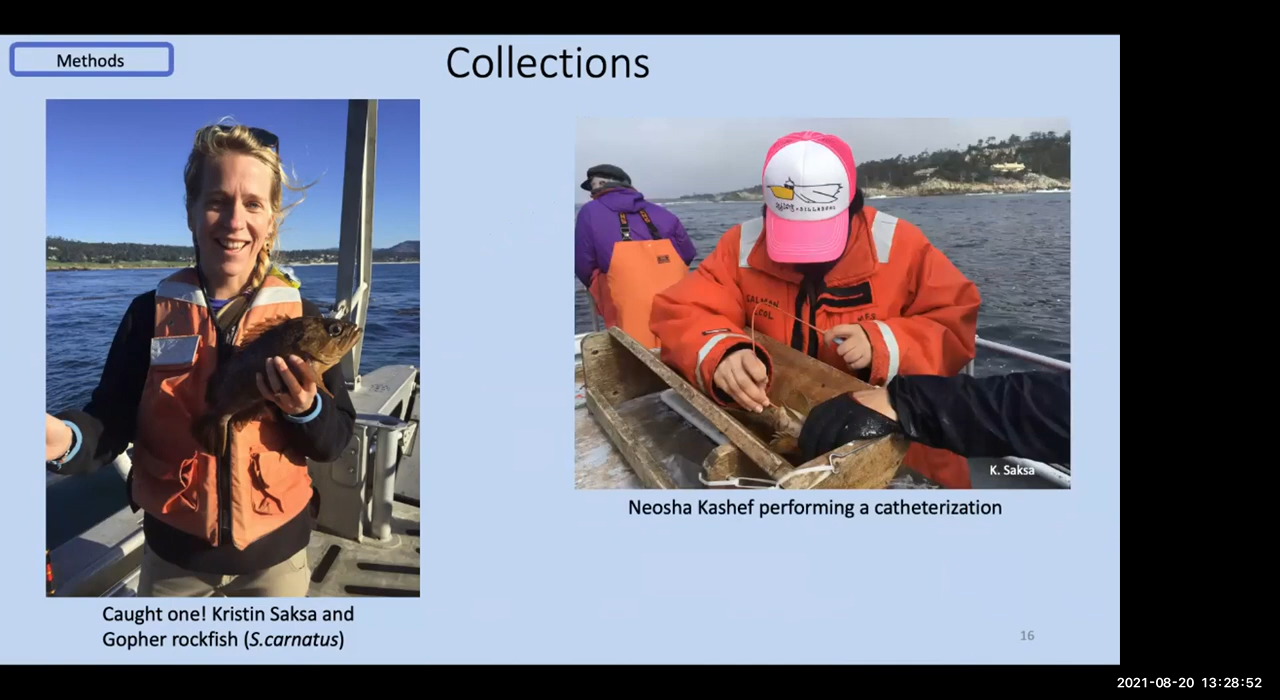 Methods
Collections
K. Saksa
Neosha Kashef performing a catheterization
Caught one! Kristin Saksa and
Gopher rockfish (S.carnatus)
16
2021-08-20 13:28:52